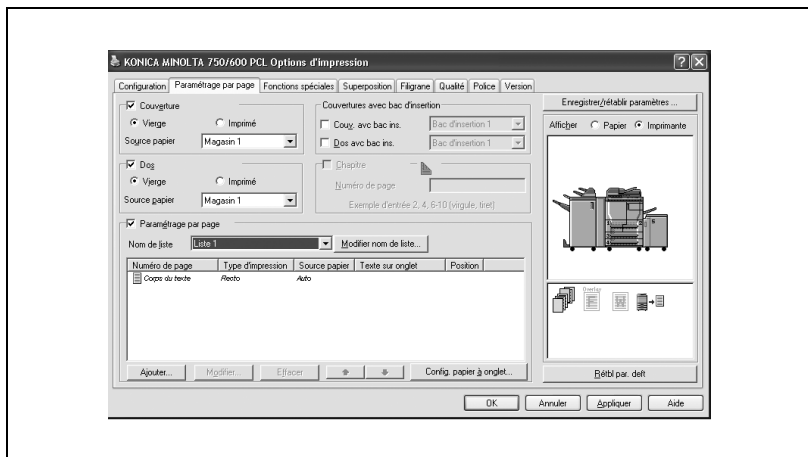 KONICA MINOLTA 750/600 PCL Options d'impression
Configuration Paramétrage par page Fonctions spéciales Superposition Filigrane Qualité Police Version
Couverture
Vierge Imprimé
Source papier Magasin 1
Dos
Vierge Imprimé
Source papier Magasin 1
Couvertures avec bac d'insertion
Couv. avc bac ins. Bac d'insertion 1
Dos avc bac ins. Bac d'insertion 1
Chapitre
Numéro de page
Exemple d'entrée 2, 4, 6-10 (virgule, tiret)
Paramétrage par page
Nom de liste Liste 1 Modifier nom de liste...
Numéro de page Type d'impression Source papier Texte sur onglet Position
Corps du texte Recto Auto
Ajouter... Modifier... Effacer Config. papier à onglet...
Enregistrer/rétablir paramètres ...
Afficher Papier Imprimante
Overlay
Rétbl par. deft
OK Annuler Appliquer Aide